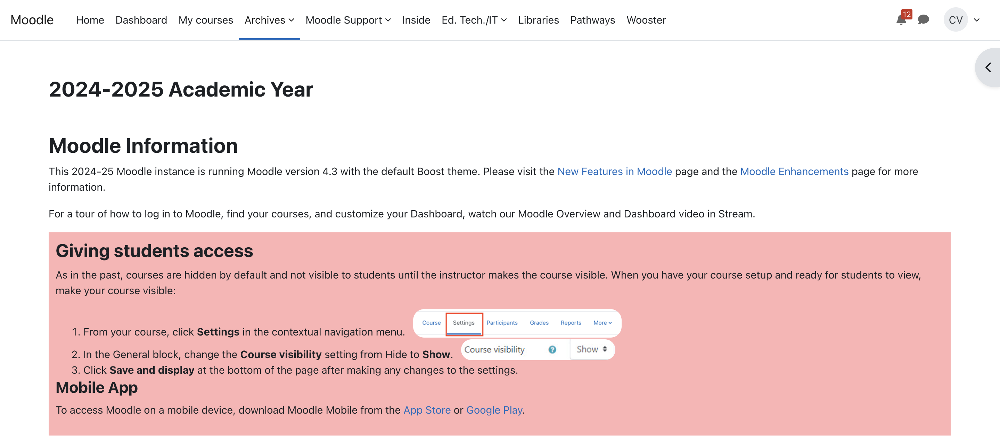 Moodle Home Dashboard My courses Archives Moodle Support Inside Ed. Tech./IT Libraries Pathways Wooster 12 CV
2024-2025 Academic Year
Moodle Information
This 2024-25 Moodle instance is running Moodle version 4.3 with the default Boost theme. Please visit the New Features in Moodle page and the Moodle Enhancements page for more
information.
For a tour of how to log in to Moodle, find your courses, and customize your Dashboard, watch our Moodle Overview and Dashboard video in Stream.
Giving students access
As in the past, courses are hidden by default and not visible to students until the instructor makes the course visible. When you have your course setup and ready for students to view,
make your course visible:
1. From your course, click Settings in the contextual navigation menu. Course Settings Participants Grades Reports More
2. In the General block, change the Course visibility setting from Hide to Show. Course visibility ? Show
3. Click Save and display at the bottom of the page after making any changes to the settings.
Mobile App
To access Moodle on a mobile device, download Moodle Mobile from the App Store or Google Play.